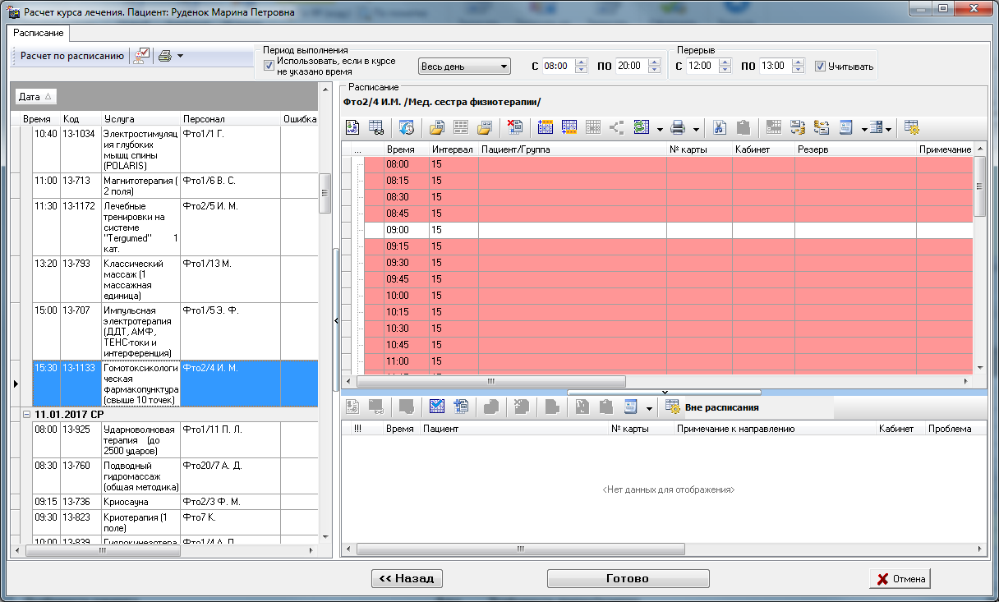 Расчет курса лечения. Пациент: Руденок Марина Петровна
Расписание
Расчет по расписанию
Период выполнения
Использовать, если в курсе
не указано время
Весь день
С 08:00 ПО 20:00
Перерыв
С 12:00 ПО 13:00
Учитывать
Дата
Время Код Услуга Персонал Ошибка
10:40 13-1034 Электростимуляц Фто1/1 Г.
ия глубоких
мышц спины
(POLARIS)
11:00 13-713 Магнитотерапия ( Фто1/6 В. С.
2 поля)
11:30 13-1172 Лечебные Фто2/5 И. М.
тренировки на
системе
"Tergumed" 1
кат.
13:20 13-793 Классический Фто1/13 М.
массаж (1
массажная
единица)
15:00 13-707 Импульсная Фто1/5 Э. Ф.
электротерапия
(ДДТ, АМФ,
ТЕНС-токи и
интерференция)
15:30 13-1133 Гомотоксикологи Фто2/4 И. М.
ческая
фармакопунктура
(свыше 10 точек)
11.01.2017 СР
08:00 13-925 Ударноволновая Фто1/11 П. Л.
терапия (до
2500 ударов)
08:30 13-760 Подводный Фто20/7 А. Д.
гидромассаж
(общая методика)
09:15 13-736 Криосауна Фто2/3 Ф. М.
09:30 13-823 Криотерапия (1 Фто7 К.
поле)
10:00 13-839 Гидрокинезотера Фто1/4 А. П.
Расписание
Фто2/4 И.М. /Мед. сестра физиотерапии/
... Время Интервал Пациент/Группа № карты Кабинет Резерв Примечание
08:00 15
08:15 15
08:30 15
08:45 15
09:00 15
09:15 15
09:30 15
09:45 15
10:00 15
10:15 15
10:30 15
10:45 15
11:00 15
Вне расписания
!!! Время Пациент № карты Примечание к направлению Кабинет Проблема
<Нет данных для отображения>
<< Назад
Готово
Отмена